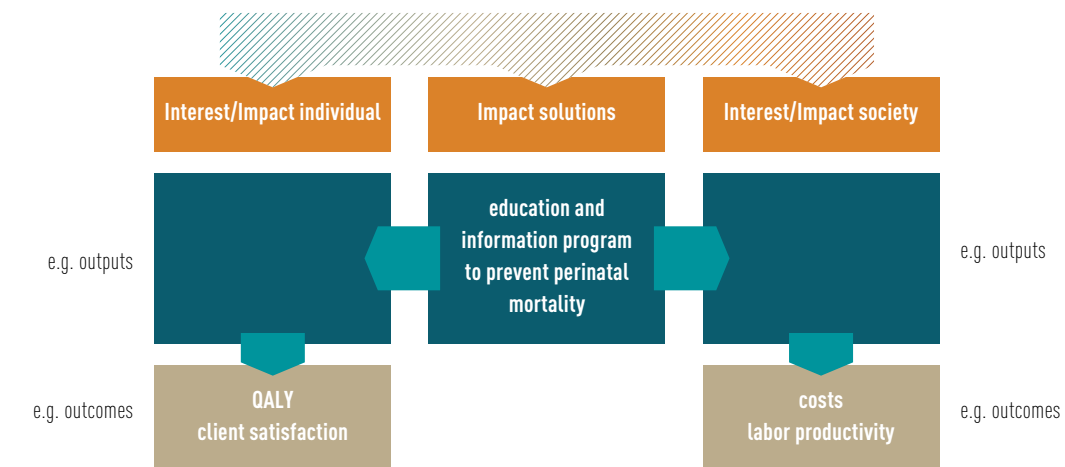 Interest/Impact individual
Impact solutions
Interest/Impact society
education and
information program
to prevent perinatal
mortality
e.g. outputs
e.g. outputs
QALY
client satisfaction
costs
labor productivity
e.g. outcomes
e.g. outcomes